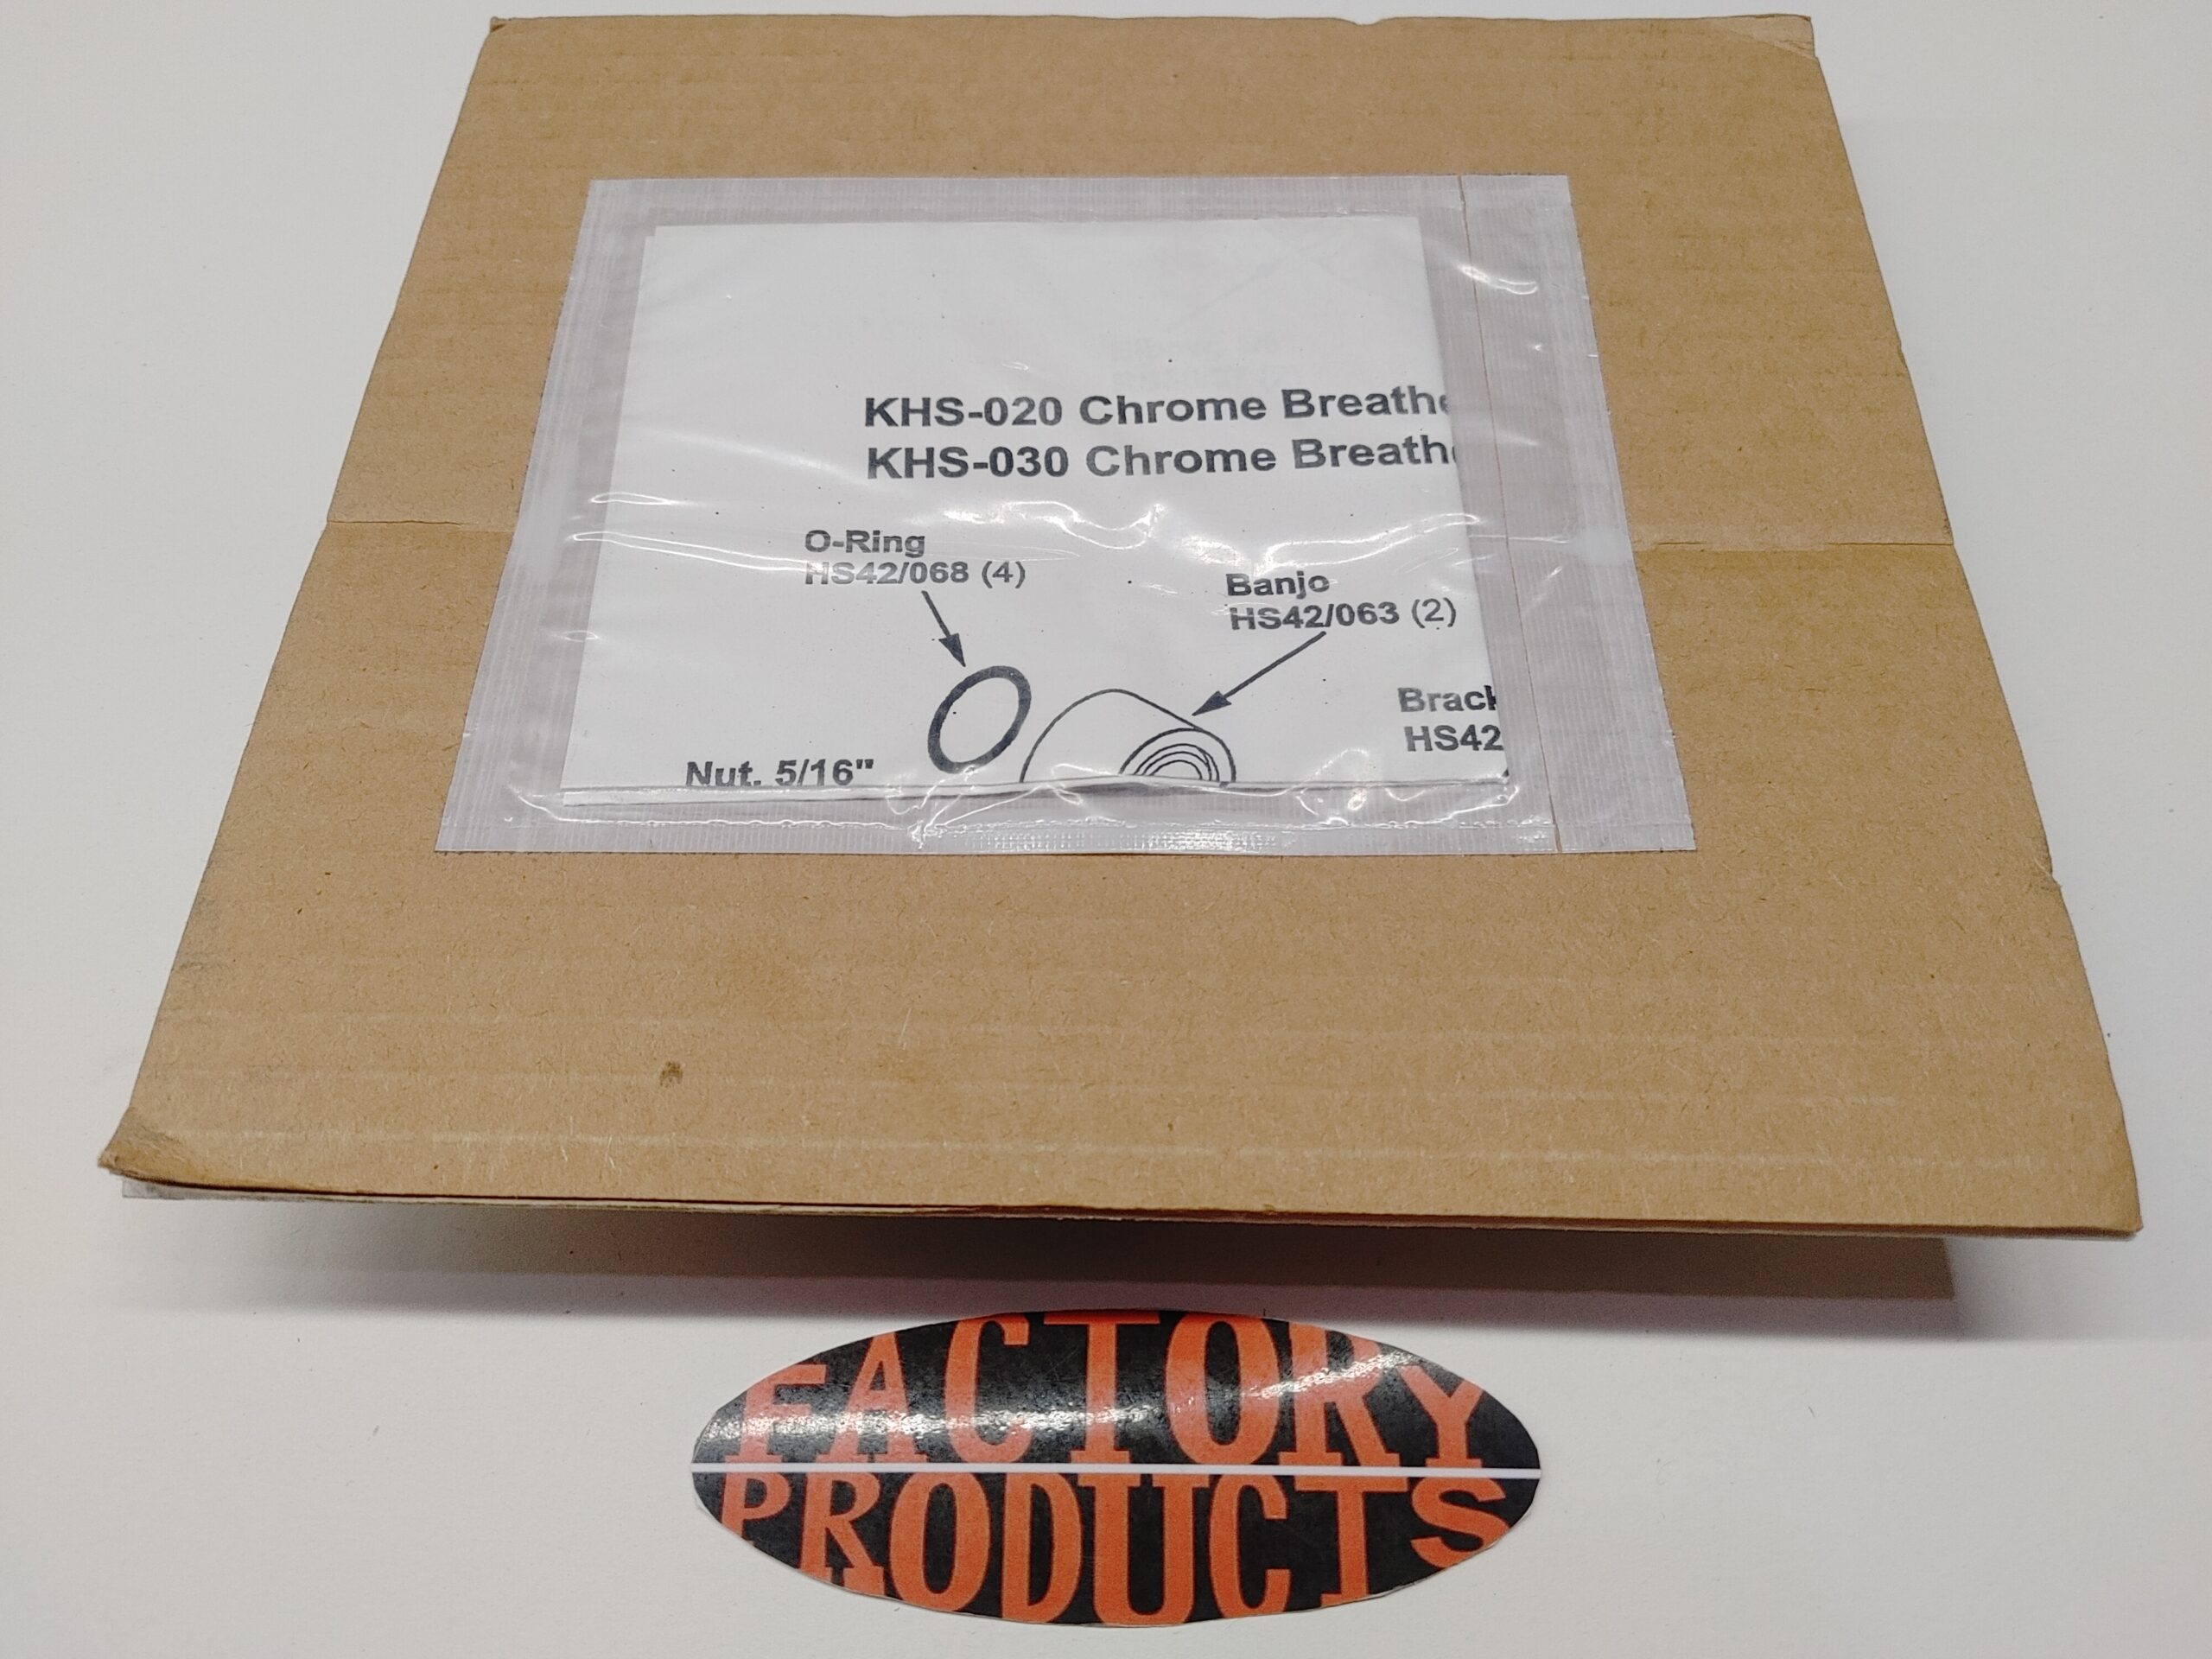 KHS-020 Chrome Breathe
KHS-030 Chrome Breathe
O-Ring
HS42/068 (4)
Banjo
HS42/063 (2)
Brack
HS42
Nut, 5/16"
FACTORY
PRODUCTS